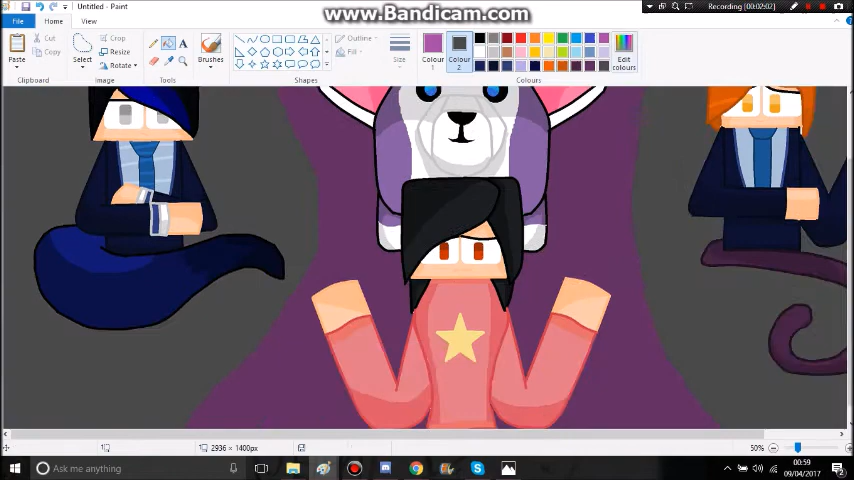 Untitled - Paint
www.Bandicam.com
Recording [00:02:02]
File
Home
View
Paste
Cut
Copy
Clipboard
Select
Crop
Resize
Rotate
Image
Tools
Brushes
Outline
Fill
Shapes
Size
Colour
1
Colour
2
Edit
colours
Colours
2936 × 1400px
50%
Ask me anything
00:59
09/04/2017
2